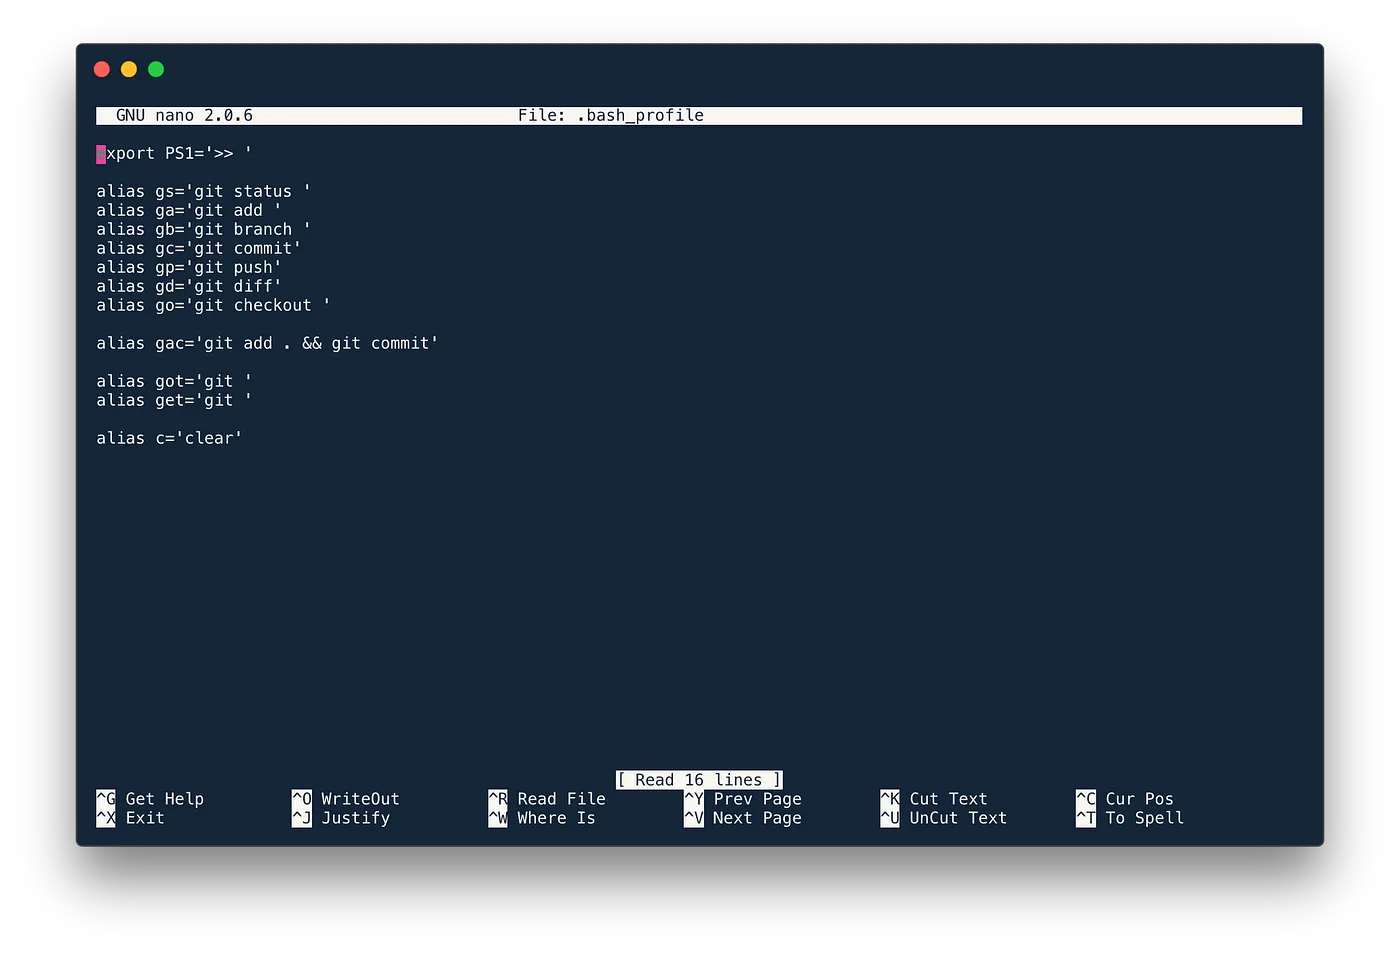 GNU nano 2.0.6 File: .bash_profile
export PS1='>> '
alias gs='git status '
alias ga='git add '
alias gb='git branch '
alias gc='git commit'
alias gp='git push'
alias gd='git diff'
alias go='git checkout '
alias gac='git add . && git commit'
alias got='git '
alias get='git '
alias c='clear'
[ Read 16 lines ]
^G Get Help ^O WriteOut ^R Read File ^Y Prev Page ^K Cut Text ^C Cur Pos
^X Exit ^J Justify ^W Where Is ^V Next Page ^U UnCut Text ^T To Spell